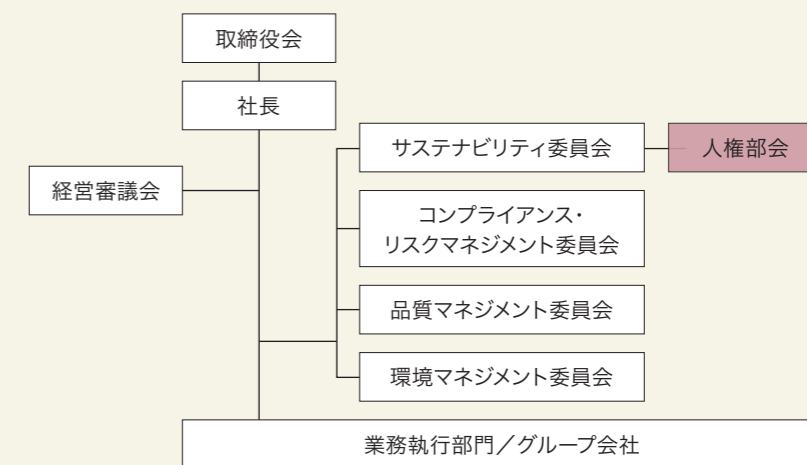 取締役会
社長
経営審議会
サステナビリティ委員会
人権部会
コンプライアンス・
リスクマネジメント委員会
品質マネジメント委員会
環境マネジメント委員会
業務執行部門／グループ会社